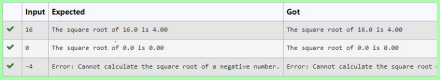 Input Expected Got
16 The square root of 16.0 is 4.00 The square root of 16.0 is 4.00
0 The square root of 0.0 is 0.00 The square root of 0.0 is 0.00
-4 Error: Cannot calculate the square root of a negative number. Error: Cannot calculate the square root